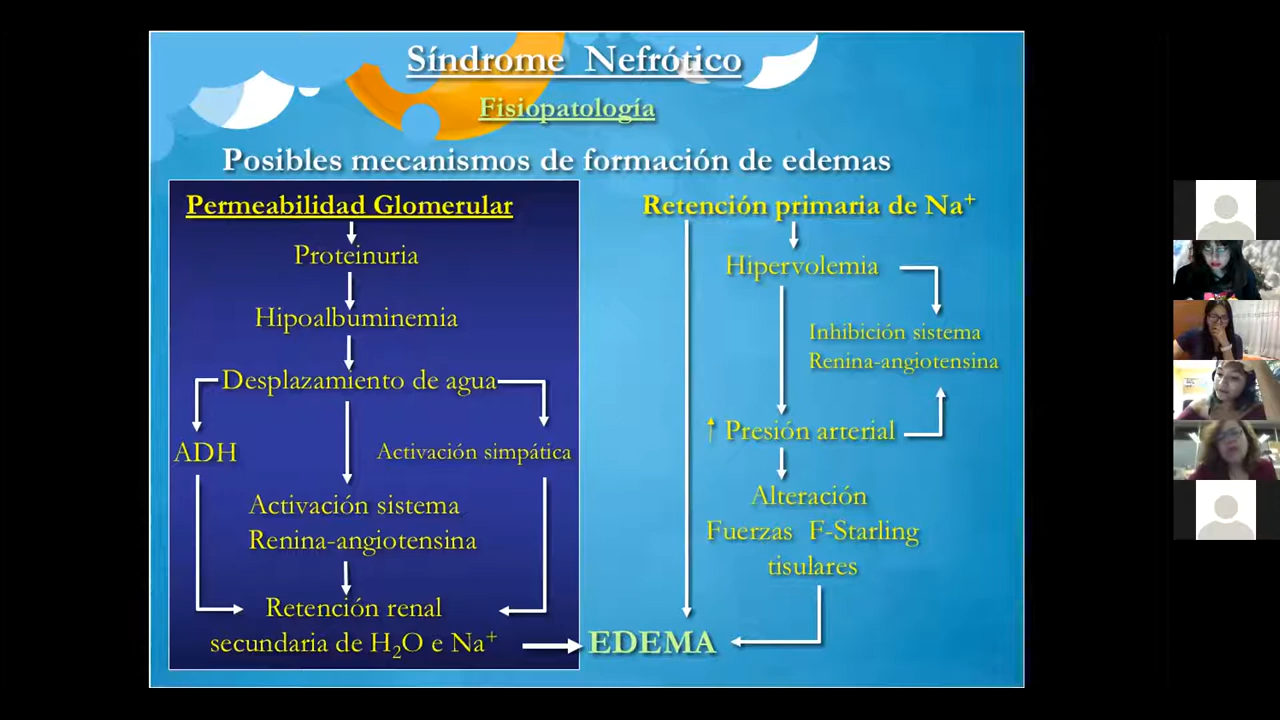 Síndrome Nefrótico
Fisiopatología
Posibles mecanismos de formación de edemas
Permeabilidad Glomerular
Proteinuria
Hipoalbuminemia
Desplazamiento de agua
ADH
Activación simpática
Activación sistema
Renina-angiotensina
Retención renal
secundaria de H₂O e Na⁺
Retención primaria de Na⁺
Hipervolemia
Inhibición sistema
Renina-angiotensina
↑ Presión arterial
Alteración
Fuerzas F-Starling
tisulares
EDEMA